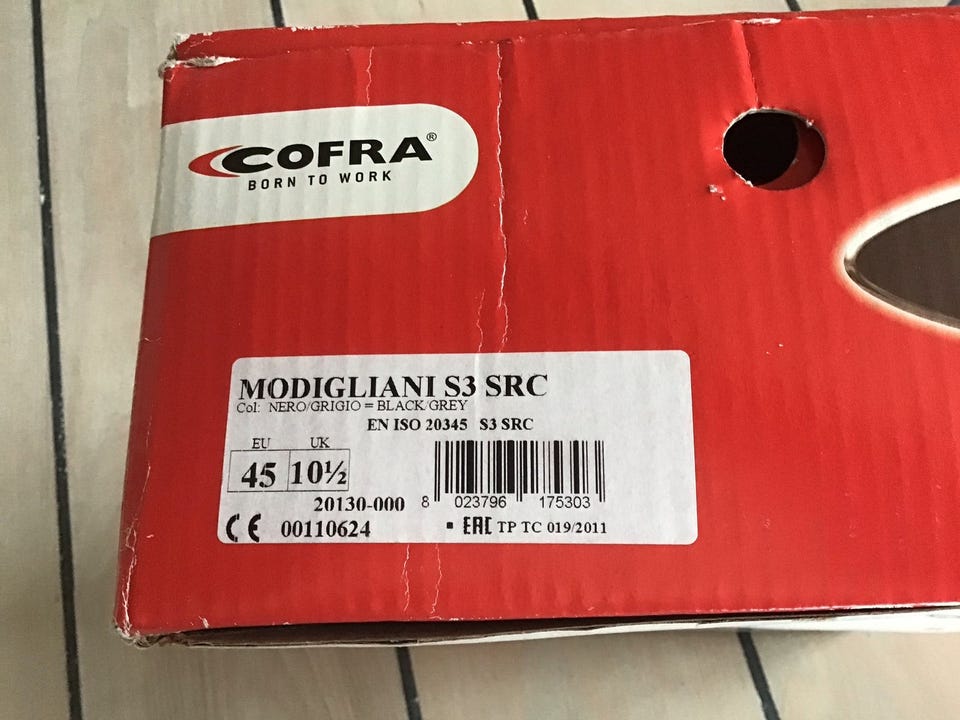 COFRA®
BORN TO WORK
MODIGLIANI S3 SRC
Col: NERO/GRIGIO = BLACK/GREY
EN ISO 20345 S3 SRC
EU UK
45 10½
20130-000
8 023796 175303
CE 00110624
▪ EAC TP TC 019/2011